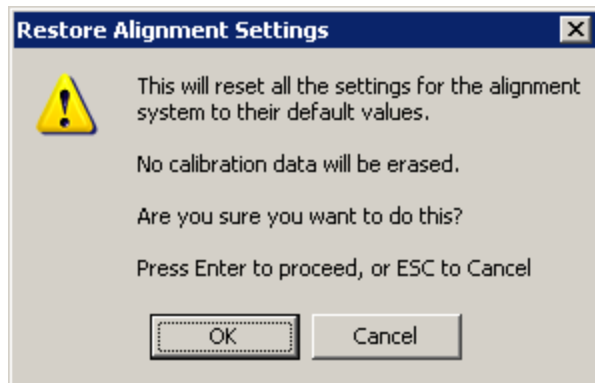 Restore Alignment Settings
This will reset all the settings for the alignment
system to their default values.
No calibration data will be erased.
Are you sure you want to do this?
Press Enter to proceed, or ESC to Cancel
OK
Cancel